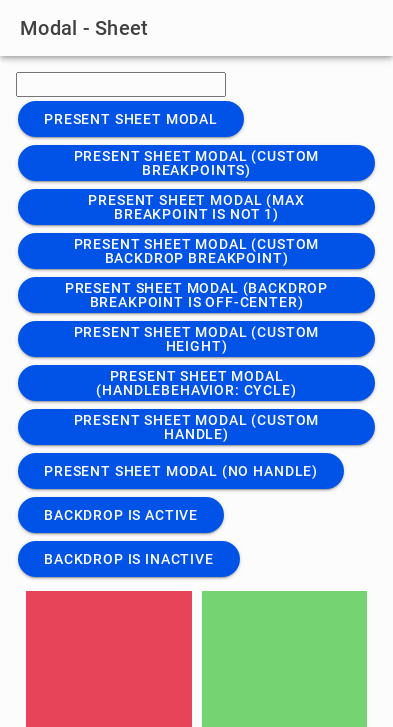 Modal - Sheet
PRESENT SHEET MODAL
PRESENT SHEET MODAL (CUSTOM
BREAKPOINTS)
PRESENT SHEET MODAL (MAX
BREAKPOINT IS NOT 1)
PRESENT SHEET MODAL (CUSTOM
BACKDROP BREAKPOINT)
PRESENT SHEET MODAL (BACKDROP
BREAKPOINT IS OFF-CENTER)
PRESENT SHEET MODAL (CUSTOM
HEIGHT)
PRESENT SHEET MODAL
(HANDLEBEHAVIOR: CYCLE)
PRESENT SHEET MODAL (CUSTOM
HANDLE)
PRESENT SHEET MODAL (NO HANDLE)
BACKDROP IS ACTIVE
BACKDROP IS INACTIVE